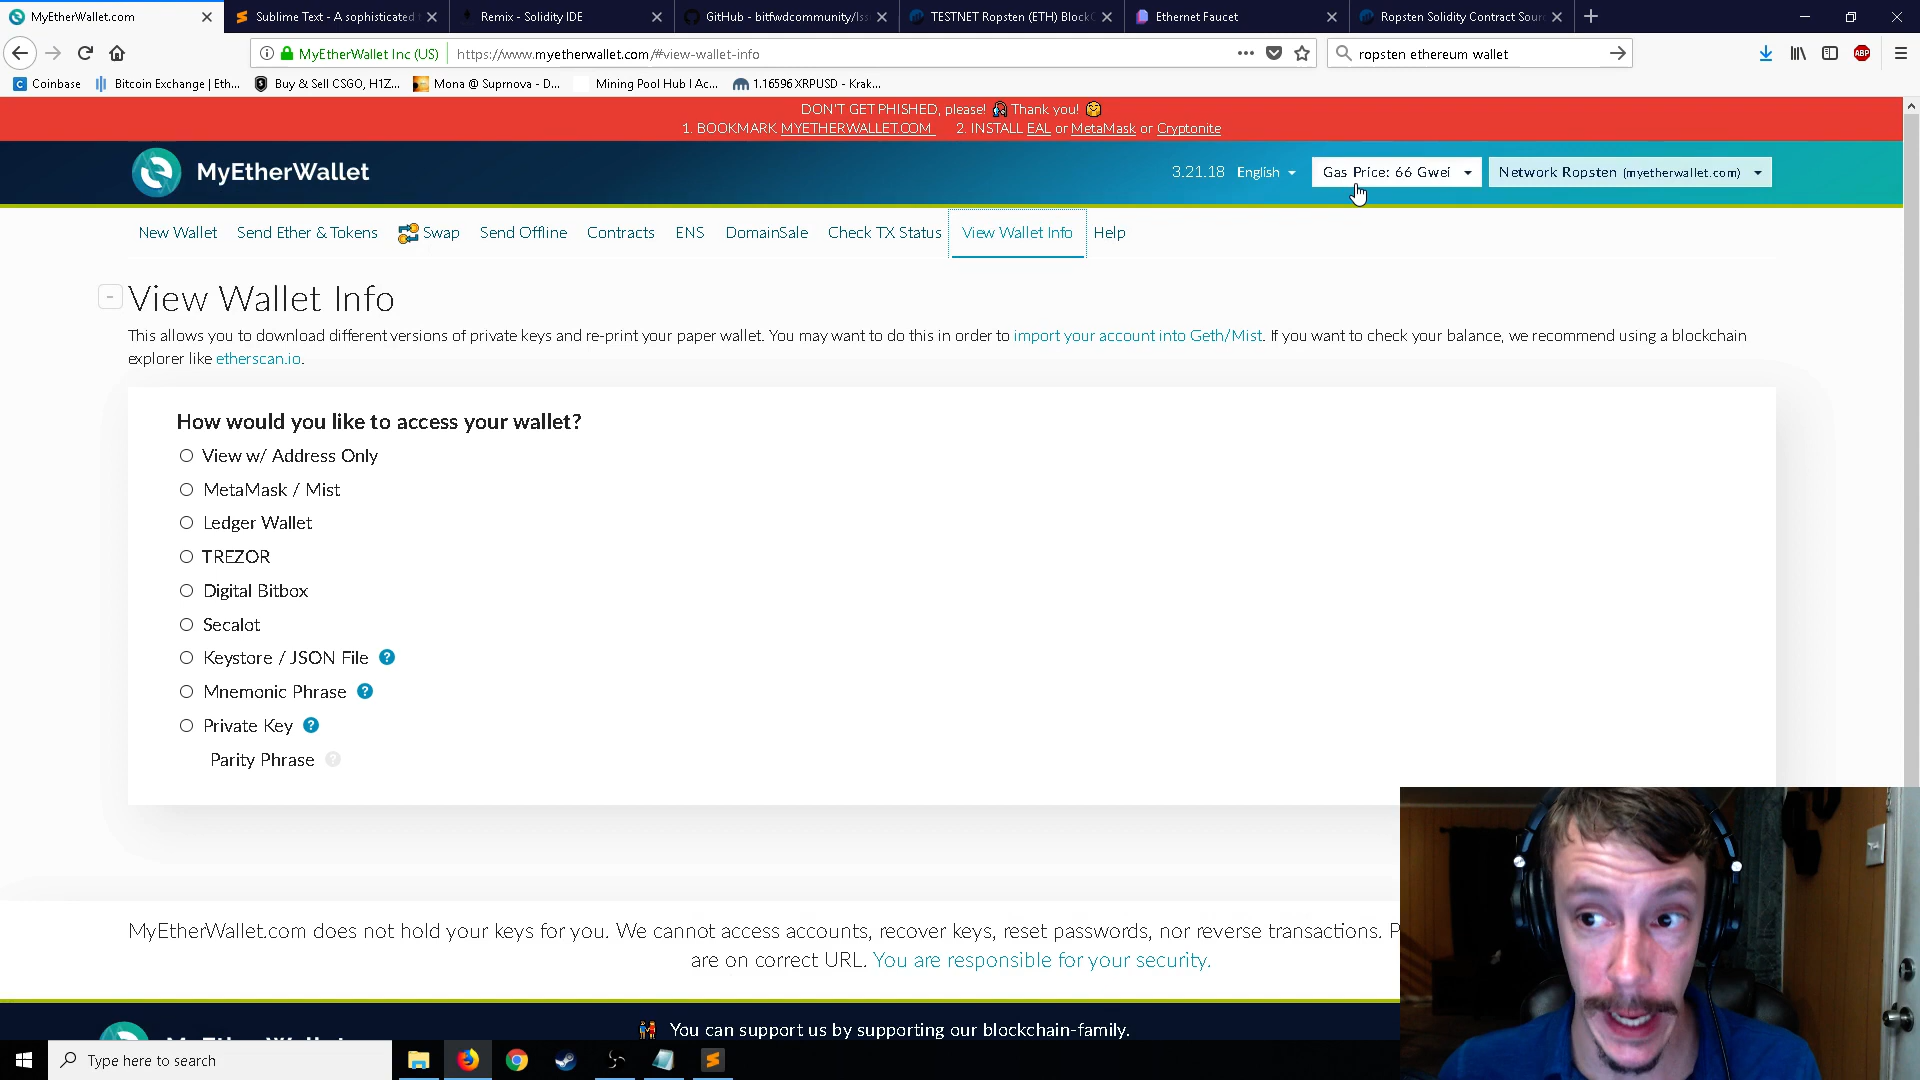 MyEtherWallet.com
Sublime Text - A sophisticated
Remix - Solidity IDE
GitHub - bitfwdcommunity/Iss
TESTNET Ropsten (ETH) BlockC
Ethernet Faucet
Ropsten Solidity Contract Sour
MyEtherWallet Inc (US)
https://www.myetherwallet.com/#view-wallet-info
ropsten ethereum wallet
ABP
Coinbase
Bitcoin Exchange | Eth...
Buy & Sell CSGO, H1Z...
Mona @ Suprnova - D...
Mining Pool Hub | Ac...
1.16596 XRPUSD - Krak...
DON'T GET PHISHED, please! Thank you!
1. BOOKMARK MYETHERWALLET.COM 2. INSTALL EAL or MetaMask or Cryptonite
MyEtherWallet
3.21.18 English
Gas Price: 66 Gwei
Network Ropsten (myetherwallet.com)
New Wallet
Send Ether & Tokens
Swap
Send Offline
Contracts
ENS
DomainSale
Check TX Status
View Wallet Info
Help
- View Wallet Info
This allows you to download different versions of private keys and re-print your paper wallet. You may want to do this in order to import your account into Geth/Mist. If you want to check your balance, we recommend using a blockchain
explorer like etherscan.io.
How would you like to access your wallet?
View w/ Address Only
MetaMask / Mist
Ledger Wallet
TREZOR
Digital Bitbox
Secalot
Keystore / JSON File ?
Mnemonic Phrase ?
Private Key ?
Parity Phrase ?
MyEtherWallet.com does not hold your keys for you. We cannot access accounts, recover keys, reset passwords, nor reverse transactions. P
are on correct URL. You are responsible for your security.
You can support us by supporting our blockchain-family.
Type here to search